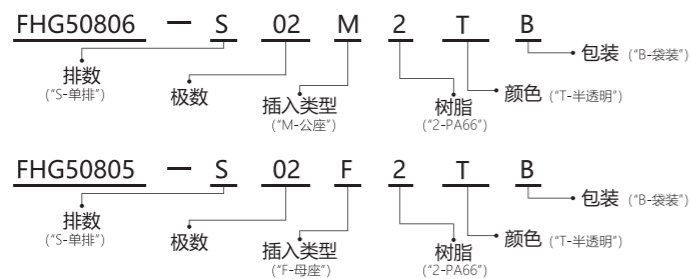 FHG50806 — S 02 M 2 T B
包装 (“B-袋装”)
排数
(“S-单排”)
极数
插入类型
(“M-公座”)
树脂
(“2-PA66”)
颜色 (“T-半透明”)
FHG50805 — S 02 F 2 T B
包装 (“B-袋装”)
排数
(“S-单排”)
极数
插入类型
(“F-母座”)
树脂
(“2-PA66”)
颜色 (“T-半透明”)